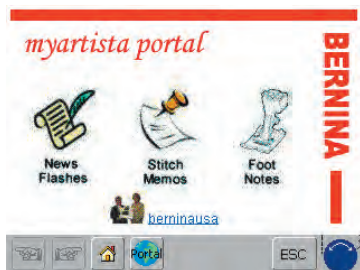 myartista portal
BERNINA
News
Flashes
Stitch
Memos
Foot
Notes
berninausa
Portal
ESC